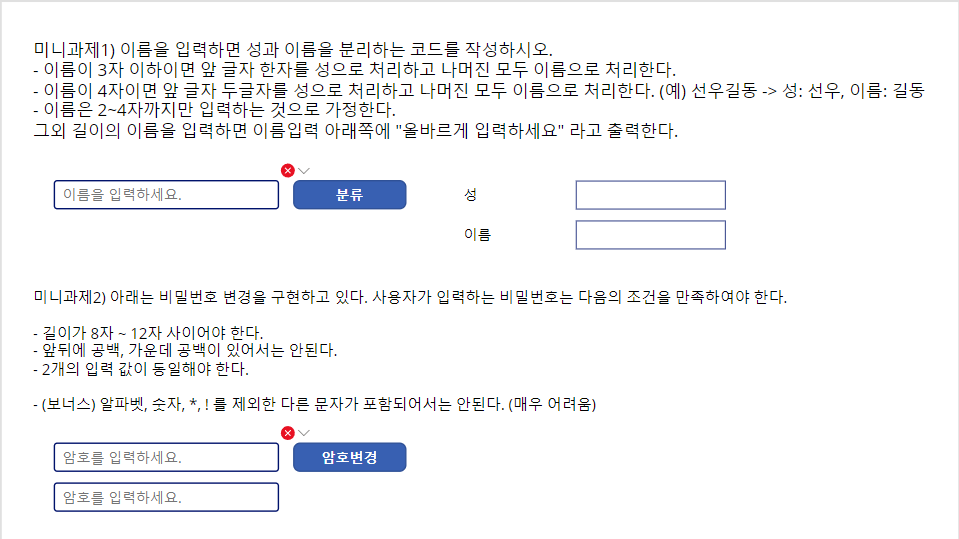 미니과제1) 이름을 입력하면 성과 이름을 분리하는 코드를 작성하시오.
- 이름이 3자 이하이면 앞 글자 한자를 성으로 처리하고 나머진 모두 이름으로 처리한다.
- 이름이 4자이면 앞 글자 두글자를 성으로 처리하고 나머진 모두 이름으로 처리한다. (예) 선우길동 -> 성: 선우, 이름: 길동
- 이름은 2~4자까지만 입력하는 것으로 가정한다.
그외 길이의 이름을 입력하면 이름입력 아래쪽에 "올바르게 입력하세요" 라고 출력한다.
이름을 입력하세요. 분류 성
이름
미니과제2) 아래는 비밀번호 변경을 구현하고 있다. 사용자가 입력하는 비밀번호는 다음의 조건을 만족하여야 한다.
- 길이가 8자 ~ 12자 사이어야 한다.
- 앞뒤에 공백, 가운데 공백이 있어서는 안된다.
- 2개의 입력 값이 동일해야 한다.
- (보너스) 알파벳, 숫자, *, ! 를 제외한 다른 문자가 포함되어서는 안된다. (매우 어려움)
암호를 입력하세요. 암호변경
암호를 입력하세요.